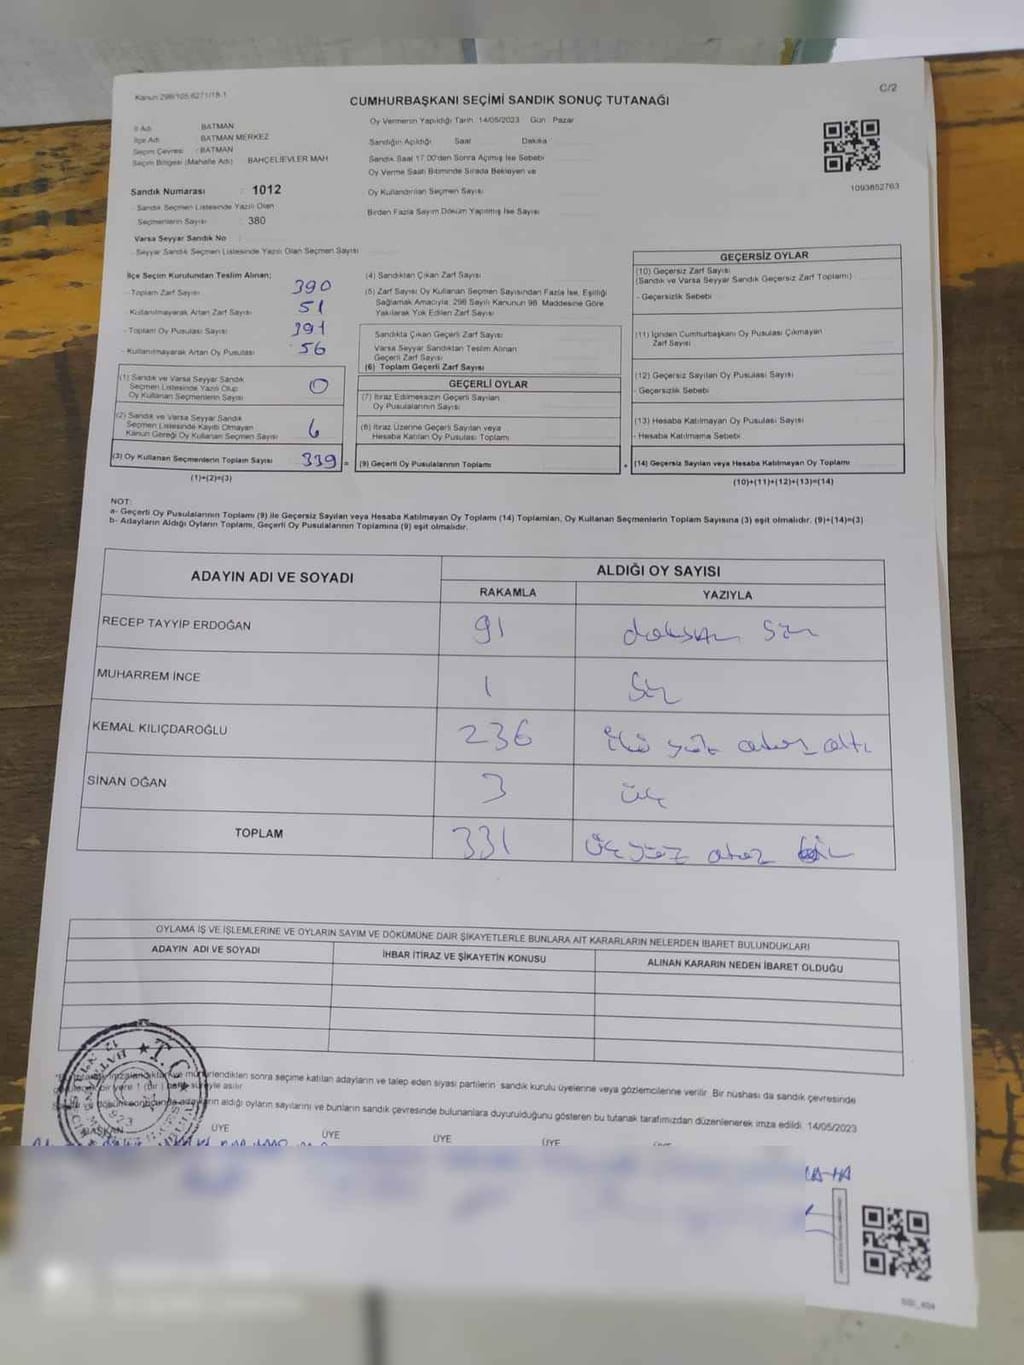 Kanun 298/105 6271/18-1
C/2
CUMHURBAŞKANI SEÇİMİ SANDIK SONUÇ TUTANAĞI
İl Adı BATMAN
İlçe Adı BATMAN MERKEZ
Seçim Çevresi : BATMAN
Seçim Bölgesi (Mahalle Adı) BAHÇELİEVLER MAH
Sandık Numarası : 1012
- Sandık Seçmen Listesinde Yazılı Olan
Seçmenlerin Sayısı 380
Varsa Seyyar Sandık No
- Seyyar Sandık Seçmen Listesinde Yazılı Olan Seçmen Sayısı
Oy Vermenin Yapıldığı Tarih: 14/05/2023 Gün: Pazar
Sandığın Açıldığı Saat Dakika
Sandık Saat 17.00'den Sonra Açılmış İse Sebebi
Oy Verme Saati Bitiminde Sırada Bekleyen ve
Oy Kullandırılan Seçmen Sayısı
Birden Fazla Sayım Döküm Yapılmış İse Sayısı
1093852763
İlçe Seçim Kurulundan Teslim Alınan;
- Toplam Zarf Sayısı 390
- Kullanılmayarak Artan Zarf Sayısı 51
- Toplam Oy Pusulası Sayısı 391
- Kullanılmayarak Artan Oy Pusulası 56
(1) Sandık ve Varsa Seyyar Sandık
Seçmen Listesinde Yazılı Olup
Oy Kullanan Seçmenlerin Sayısı 0
(2) Sandık ve Varsa Seyyar Sandık
Seçmen Listesinde Kayıtlı Olmayan
Kanun Gereği Oy Kullanan Seçmen Sayısı 6
(3) Oy Kullanan Seçmenlerin Toplam Sayısı 339 =
(1)+(2)=(3)
(4) Sandıktan Çıkan Zarf Sayısı
(5) Zarf Sayısı Oy Kullanan Seçmen Sayısından Fazla İse, Eşitliği
Sağlamak Amacıyla, 298 Sayılı Kanunun 98. Maddesine Göre
Yakılarak Yok Edilen Zarf Sayısı
Sandıkta Çıkan Geçerli Zarf Sayısı
Varsa Seyyar Sandıktan Teslim Alınan
Geçerli Zarf Sayısı
(6) Toplam Geçerli Zarf Sayısı
GEÇERLİ OYLAR
(7) İtiraz Edilmeksizin Geçerli Sayılan
Oy Pusulalarının Sayısı
(8) İtiraz Üzerine Geçerli Sayılan veya
Hesaba Katılan Oy Pusulası Toplamı
(9) Geçerli Oy Pusulalarının Toplamı +
GEÇERSİZ OYLAR
(10) Geçersiz Zarf Sayısı
(Sandık ve Varsa Seyyar Sandık Geçersiz Zarf Toplamı)
- Geçersizlik Sebebi
(11) İçinden Cumhurbaşkanı Oy Pusulası Çıkmayan
Zarf Sayısı
(12) Geçersiz Sayılan Oy Pusulası Sayısı
- Geçersizlik Sebebi
(13) Hesaba Katılmayan Oy Pusulası Sayısı
- Hesaba Katılmama Sebebi
(14) Geçersiz Sayılan veya Hesaba Katılmayan Oy Toplamı
(10)+(11)+(12)+(13)=(14)
NOT:
a- Geçerli Oy Pusulalarının Toplamı (9) ile Geçersiz Sayılan veya Hesaba Katılmayan Oy Toplamı (14) Toplamları, Oy Kullanan Seçmenlerin Toplam Sayısına (3) eşit olmalıdır. (9)+(14)=(3)
b- Adayların Aldığı Oyların Toplamı, Geçerli Oy Pusulalarının Toplamına (9) eşit olmalıdır.
ADAYIN ADI VE SOYADI ALDIĞI OY SAYISI
RAKAMLA YAZIYLA
RECEP TAYYİP ERDOĞAN 91 doksan bir
MUHARREM İNCE 1 bir
KEMAL KILIÇDAROĞLU 236 iki yüz otuz altı
SİNAN OĞAN 3 üç
TOPLAM 331 üçyüz otuz bir
OYLAMA İŞ VE İŞLEMLERİNE VE OYLARIN SAYIM VE DÖKÜMÜNE DAİR ŞİKAYETLERLE BUNLARA AİT KARARLARIN NELERDEN İBARET BULUNDUKLARI
ADAYIN ADI VE SOYADI İHBAR İTİRAZ VE ŞİKAYETİN KONUSU ALINAN KARARIN NEDEN İBARET OLDUĞU
sonra seçime katılan adayların ve talep eden siyasi partilerin sandık kurulu üyelerine veya gözlemcilerine verilir. Bir nüshası da sandık çevresinde
aldığı oyların sayılarını ve bunların sandık çevresinde bulunanlara duyurulduğunu gösteren bu tutanak tarafımızdan düzenlenerek imza edildi. 14/05/2023
BAŞKAN ÜYE ÜYE ÜYE ÜYE
T.C.